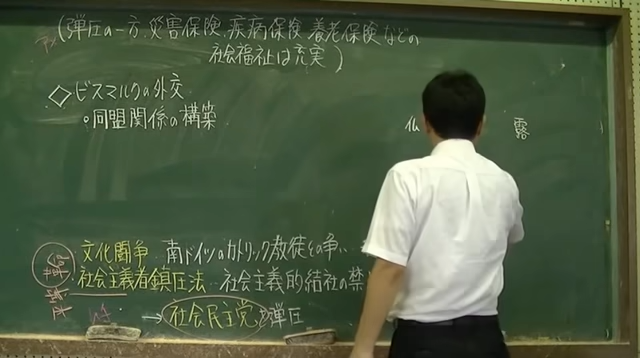 (弾圧の一方、災害保険、疾病保険、養老保険などの
社会福祉は充実)
◇ビスマルクの外交
○同盟関係の構築
仏 露
文化闘争…南ドイツのカトリック教徒との争い…
社会主義者鎮圧法…社会主義的結社の禁
→社会民主党を弾圧